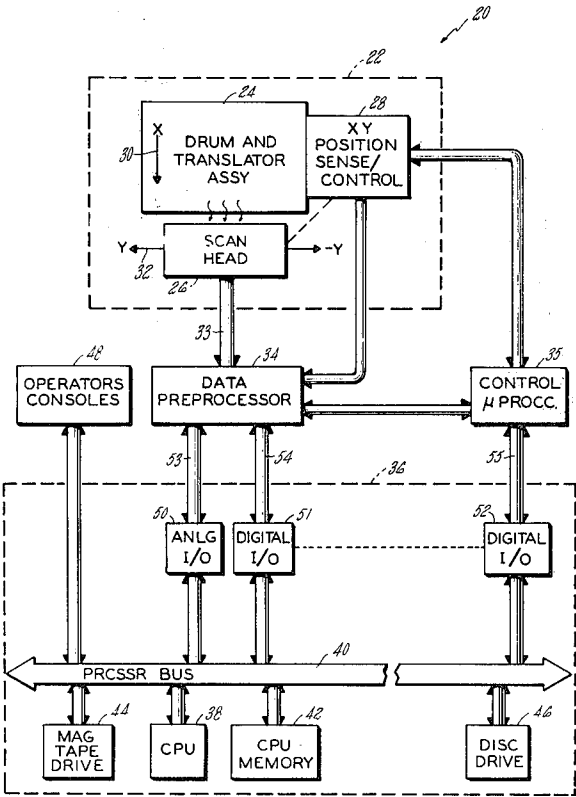 20
22
24
28
X
30
DRUM AND
TRANSLATOR
ASSY
XY
POSITION
SENSE/
CONTROL
Y
32
SCAN
HEAD
-Y
26
33
48
34
35
OPERATORS
CONSOLES
DATA
PREPROCESSOR
CONTROL
μ PROCC.
53
54
55
36
50
51
52
ANLG
I/O
DIGITAL
I/O
DIGITAL
I/O
40
PRCSSR BUS
44
38
42
46
MAG
TAPE
DRIVE
CPU
CPU
MEMORY
DISC
DRIVE